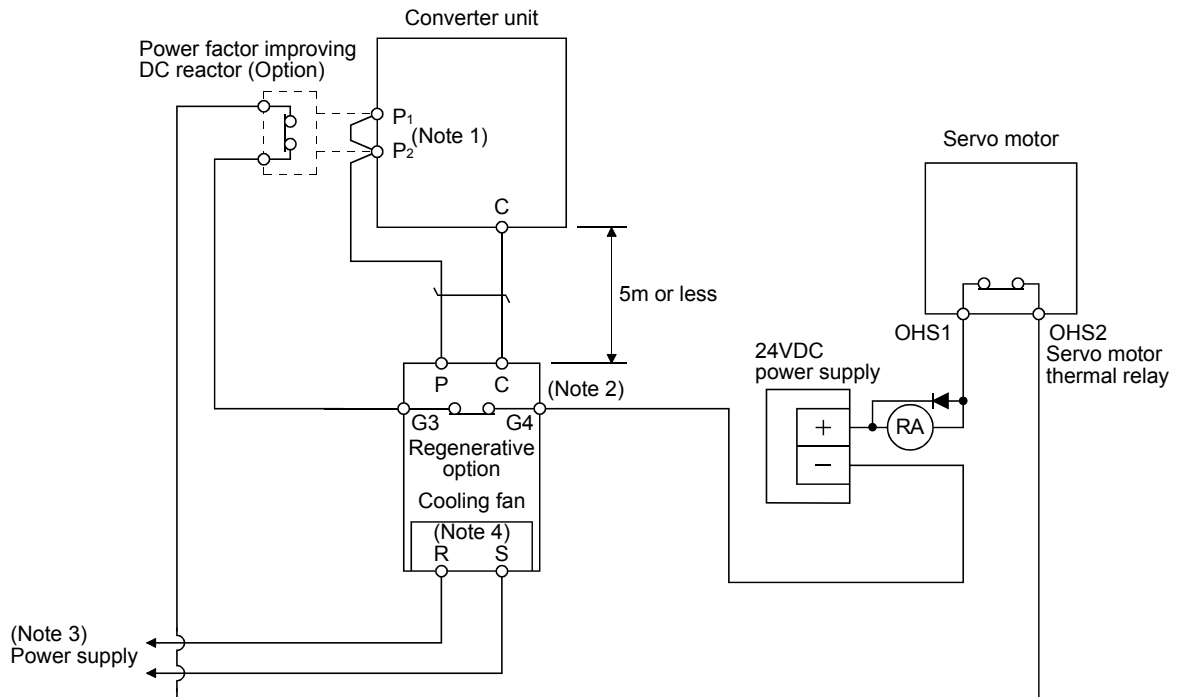 Converter unit
Power factor improving
DC reactor (Option)
P1
(Note 1)
P2
C
Servo motor
5m or less
OHS1
OHS2
Servo motor
thermal relay
24VDC
power supply
+
RA
−
P
C
(Note 2)
G3
G4
Regenerative
option
Cooling fan
(Note 4)
R
S
(Note 3)
Power supply